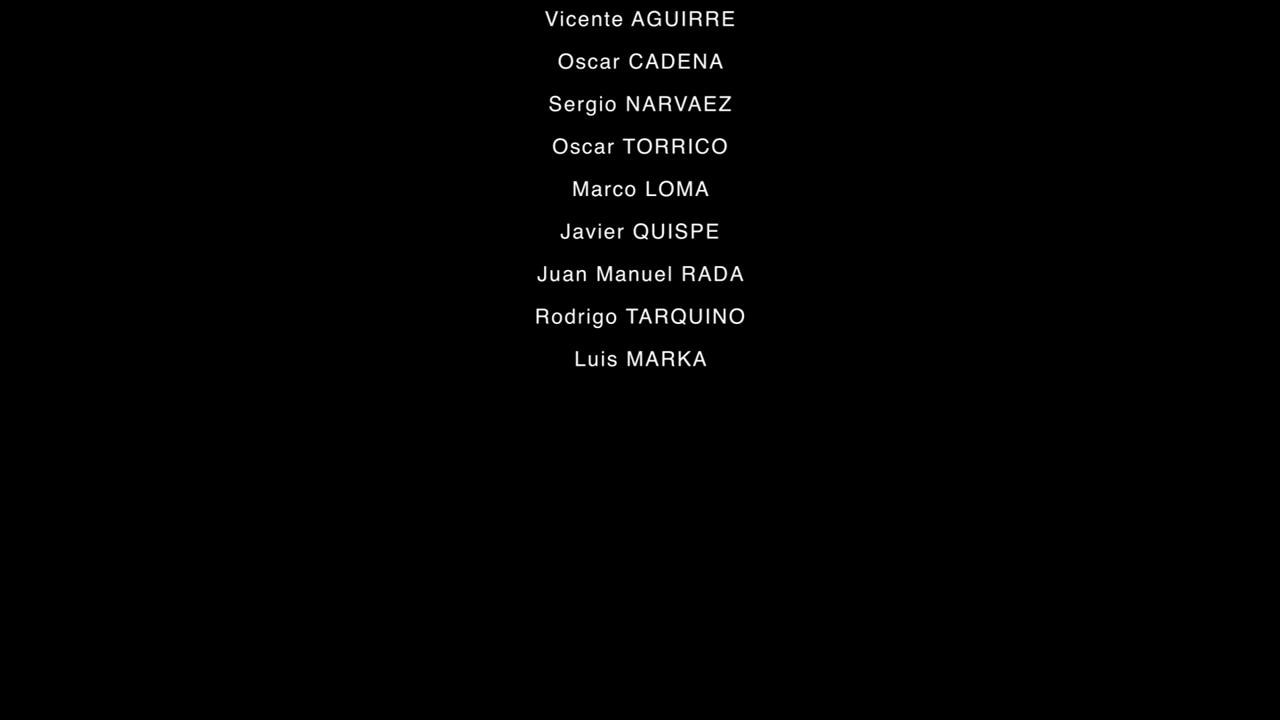 Vicente AGUIRRE
Oscar CADENA
Sergio NARVAEZ
Oscar TORRICO
Marco LOMA
Javier QUISPE
Juan Manuel RADA
Rodrigo TARQUINO
Luis MARKA